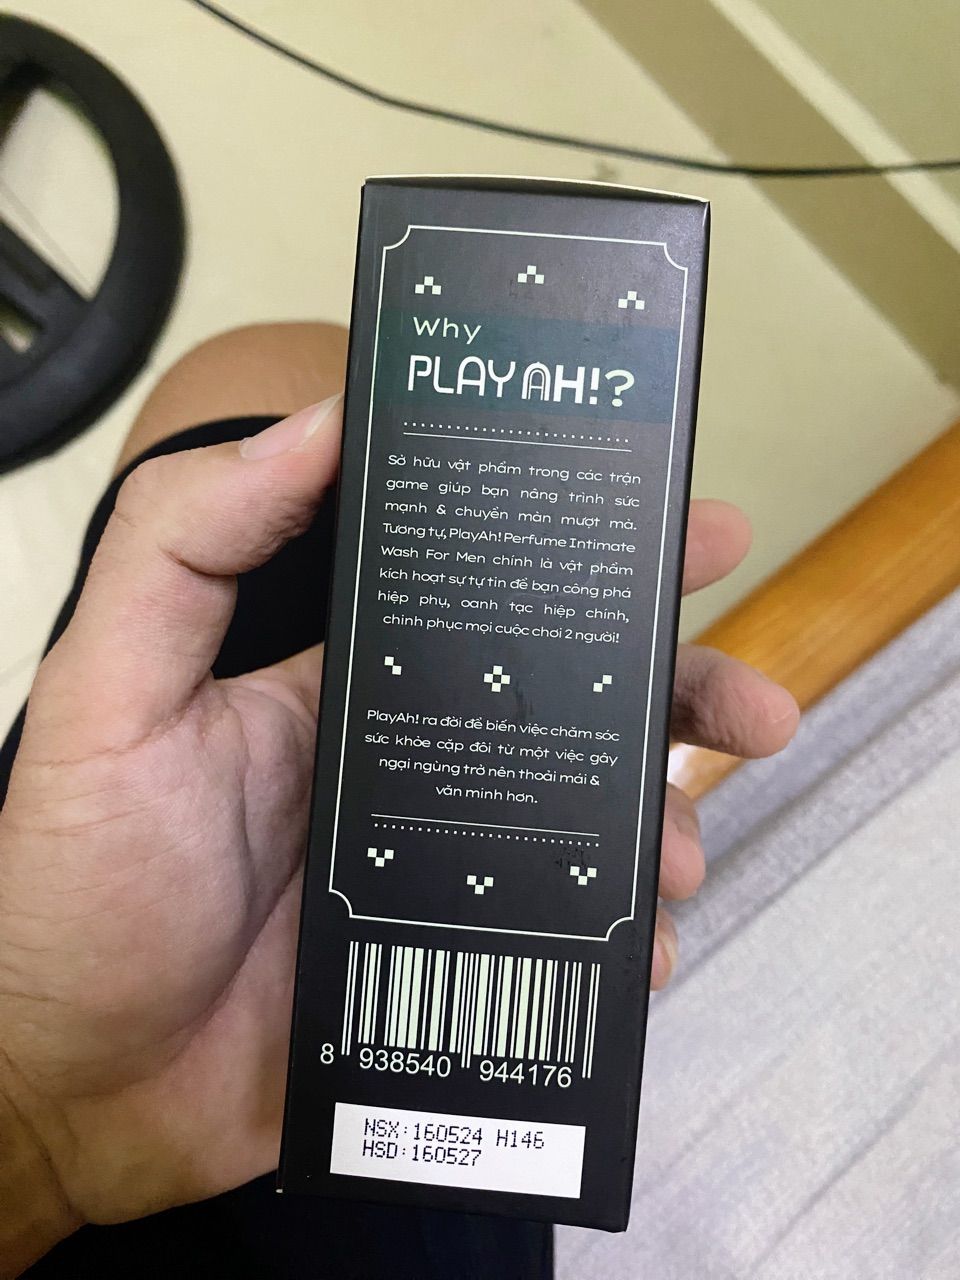 Why
PLAYAH!?
Sở hữu vật phẩm trong các trận
game giúp bạn nâng trình sức
mạnh & chuyển màn mượt mà.
Tương tự, PlayAh! Perfume Intimate
Wash For Men chính là vật phẩm
kích hoạt sự tự tin để bạn công phá
hiệp phụ, oanh tạc hiệp chính,
chinh phục mọi cuộc chơi 2 người!
PlayAh! ra đời để biến việc chăm sóc
sức khỏe cặp đôi từ một việc gây
ngại ngùng trở nên thoải mái &
văn minh hơn.
8 938540 944176
NSX:160524 H146
HSD:160527